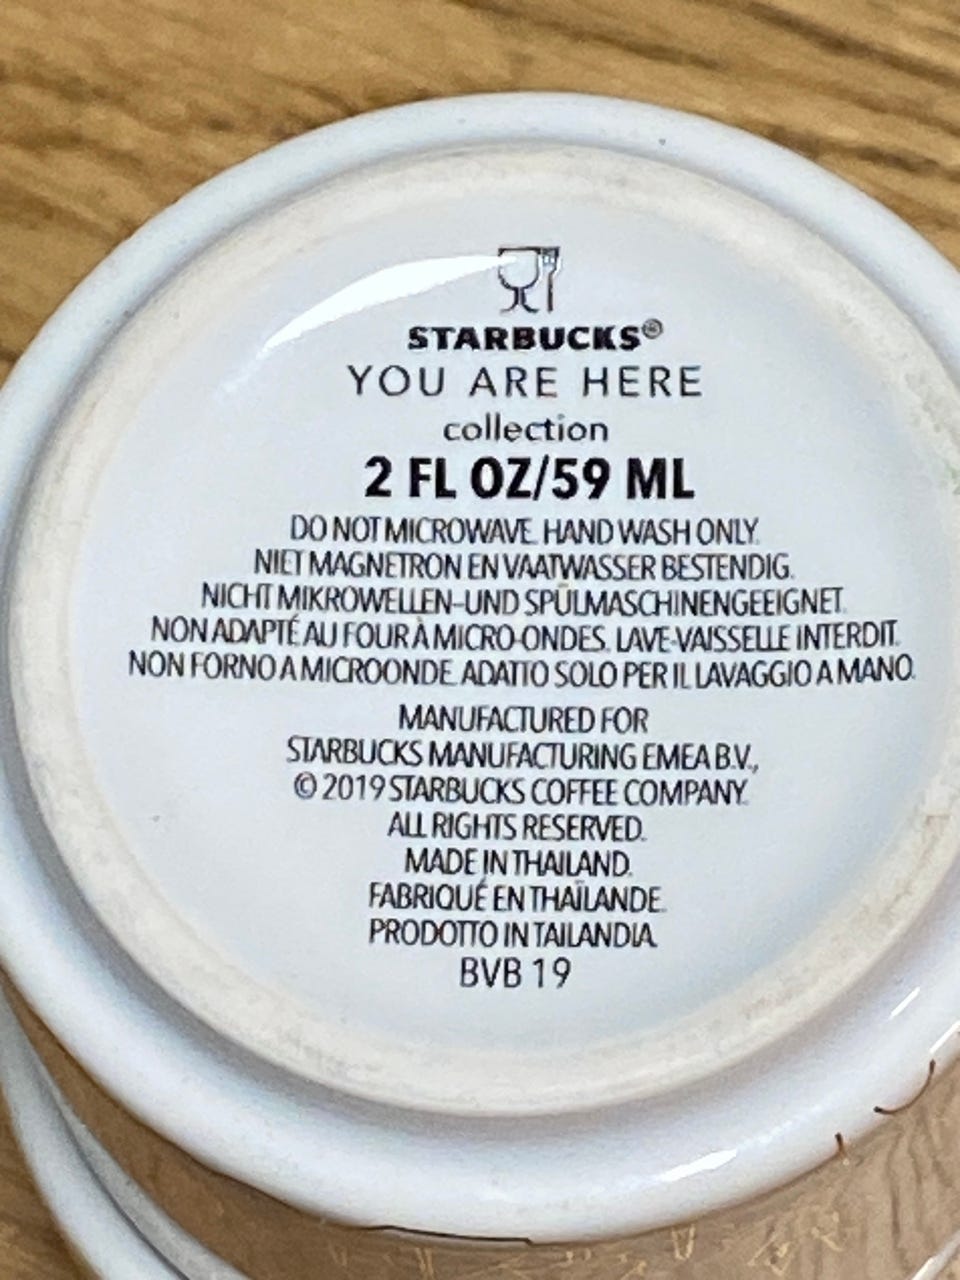 STARBUCKS®
YOU ARE HERE
collection
2 FL OZ/59 ML
DO NOT MICROWAVE. HAND WASH ONLY.
NIET MAGNETRON EN VAATWASSER BESTENDIG.
NICHT MIKROWELLEN-UND SPÜLMASCHINENGEEIGNET.
NON ADAPTÉ AU FOUR À MICRO-ONDES. LAVE-VAISSELLE INTERDIT.
NON FORNO A MICROONDE. ADATTO SOLO PER IL LAVAGGIO A MANO.
MANUFACTURED FOR
STARBUCKS MANUFACTURING EMEA B.V.,
© 2019 STARBUCKS COFFEE COMPANY.
ALL RIGHTS RESERVED.
MADE IN THAILAND.
FABRIQUÉ EN THAÏLANDE.
PRODOTTO IN TAILANDIA.
BVB 19